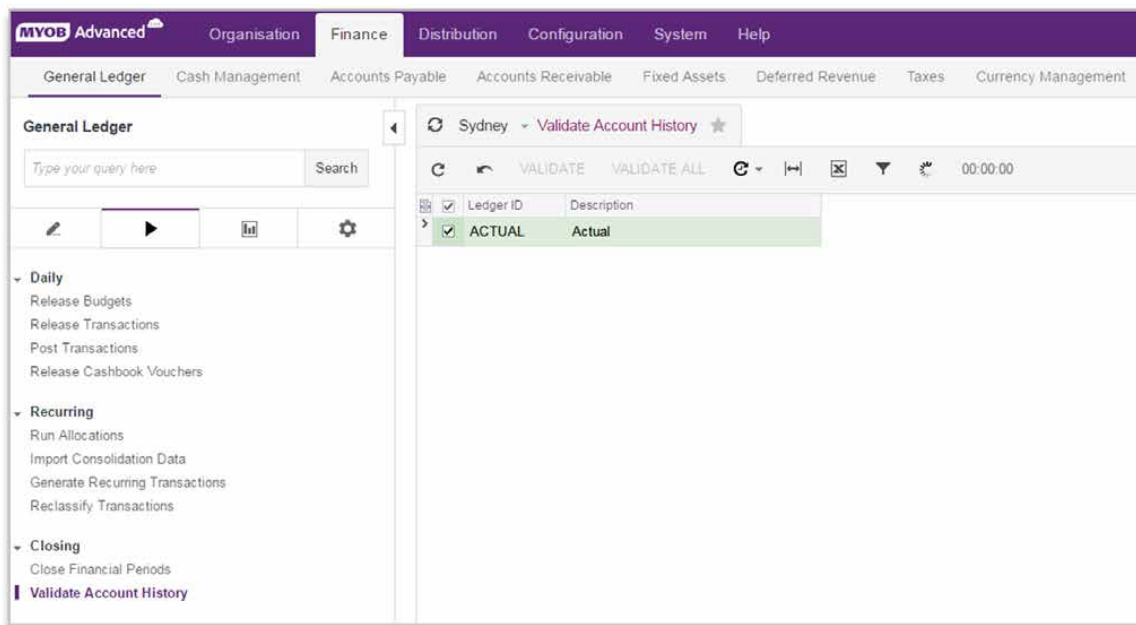 MYOB Advanced Organisation Finance Distribution Configuration System Help
General Ledger Cash Management Accounts Payable Accounts Receivable Fixed Assets Deferred Revenue Taxes Currency Management
General Ledger
Type your query here Search
Daily
Release Budgets
Release Transactions
Post Transactions
Release Cashbook Vouchers
Recurring
Run Allocations
Import Consolidation Data
Generate Recurring Transactions
Reclassify Transactions
Closing
Close Financial Periods
Validate Account History
Sydney Validate Account History
VALIDATE VALIDATE ALL 00:00:00
Ledger ID Description
ACTUAL Actual